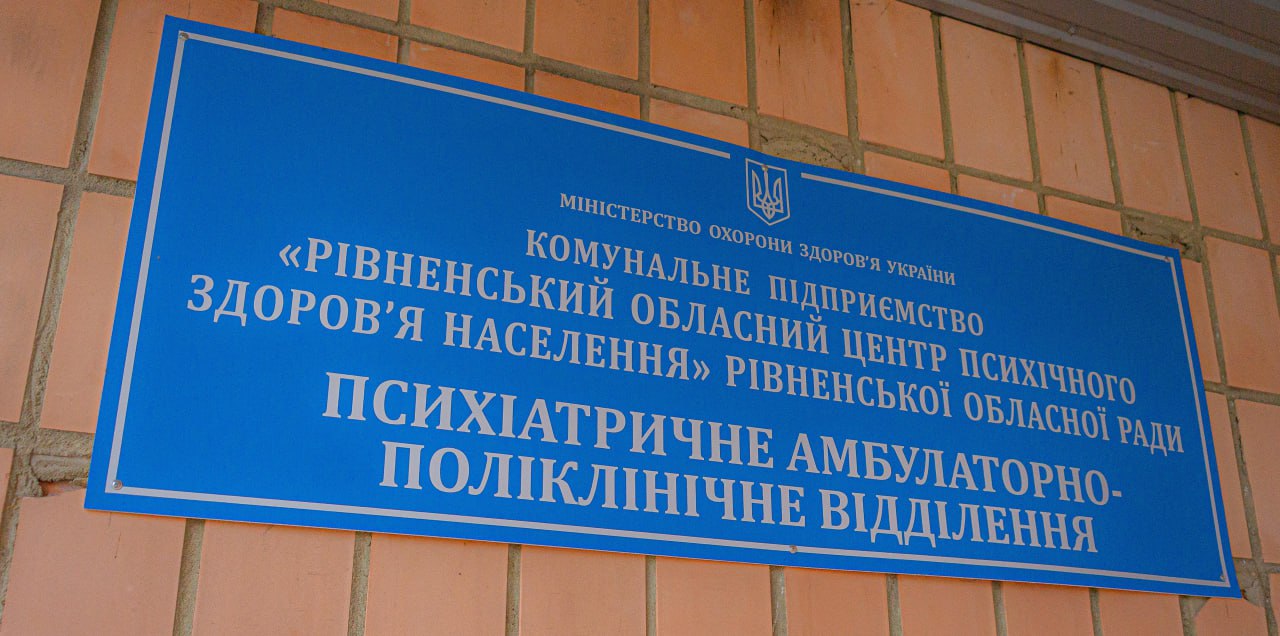 МІНІСТЕРСТВО ОХОРОНИ ЗДОРОВ'Я УКРАЇНИ
КОМУНАЛЬНЕ ПІДПРИЄМСТВО
«РІВНЕНСЬКИЙ ОБЛАСНИЙ ЦЕНТР ПСИХІЧНОГО
ЗДОРОВ'Я НАСЕЛЕННЯ» РІВНЕНСЬКОЇ ОБЛАСНОЇ РАДИ
ПСИХІАТРИЧНЕ АМБУЛАТОРНО-
ПОЛІКЛІНІЧНЕ ВІДДІЛЕННЯ